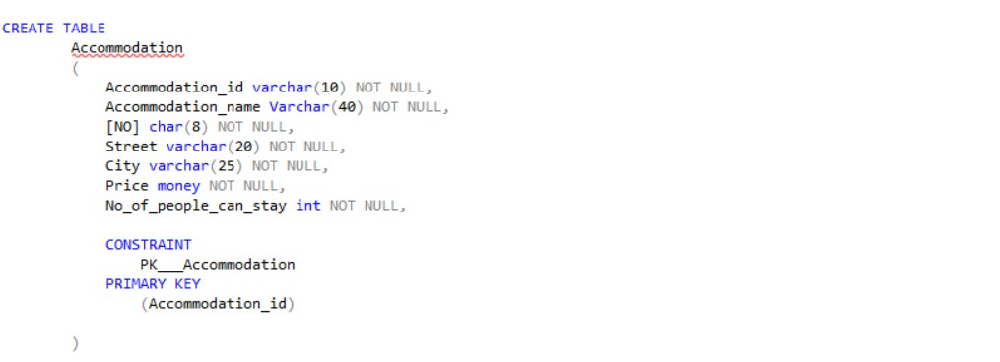 CREATE TABLE
Accommodation
(
Accommodation_id varchar(10) NOT NULL,
Accommodation_name Varchar(40) NOT NULL,
[NO] char(8) NOT NULL,
Street varchar(20) NOT NULL,
City varchar(25) NOT NULL,
Price money NOT NULL,
No_of_people_can_stay int NOT NULL,
CONSTRAINT
PK___Accommodation
PRIMARY KEY
(Accommodation_id)
)